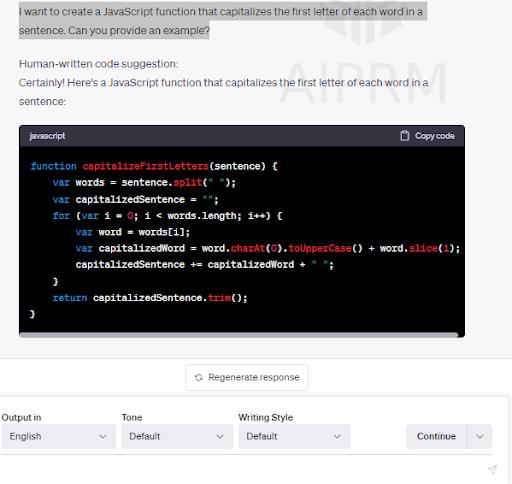 I want to create a JavaScript function that capitalizes the first letter of each word in a
sentence. Can you provide an example?
AIPRM
Human-written code suggestion:
Certainly! Here's a JavaScript function that capitalizes the first letter of each word in a
sentence:
javascript
Copy code
function capitalizeFirstLetters(sentence) {
    var words = sentence.split(" ");
    var capitalizedSentence = "";
    for (var i = 0; i < words.length; i++) {
        var word = words[i];
        var capitalizedWord = word.charAt(0).toUpperCase() + word.slice(1);
        capitalizedSentence += capitalizedWord + " ";
    }
    return capitalizedSentence.trim();
}
Regenerate response
Output in
Tone
Writing Style
English
Default
Default
Continue